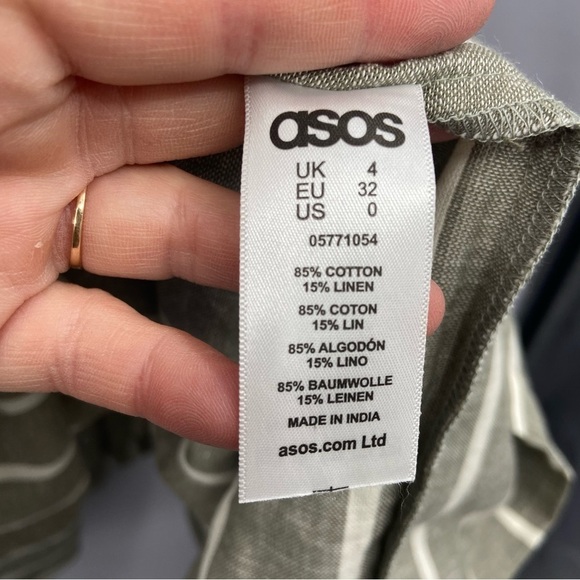 asos
UK 4
EU 32
US 0
05771054
85% COTTON
15% LINEN
85% COTON
15% LIN
85% ALGODÓN
15% LINO
85% BAUMWOLLE
15% LEINEN
MADE IN INDIA
asos.com Ltd